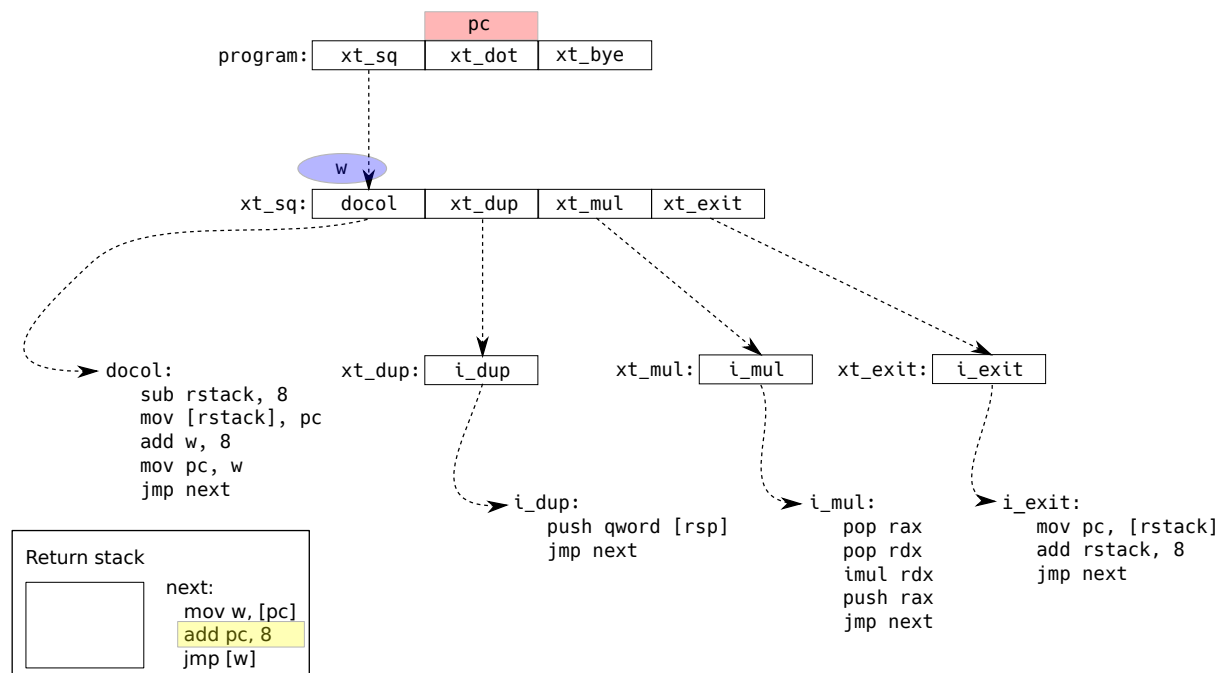 pc
program: xt_sq xt_dot xt_bye
w
xt_sq: docol xt_dup xt_mul xt_exit
docol:
sub rstack, 8
mov [rstack], pc
add w, 8
mov pc, w
jmp next
xt_dup: i_dup
xt_mul: i_mul
xt_exit: i_exit
i_dup:
push qword [rsp]
jmp next
i_mul:
pop rax
pop rdx
imul rdx
push rax
jmp next
i_exit:
mov pc, [rstack]
add rstack, 8
jmp next
Return stack
next:
mov w, [pc]
add pc, 8
jmp [w]